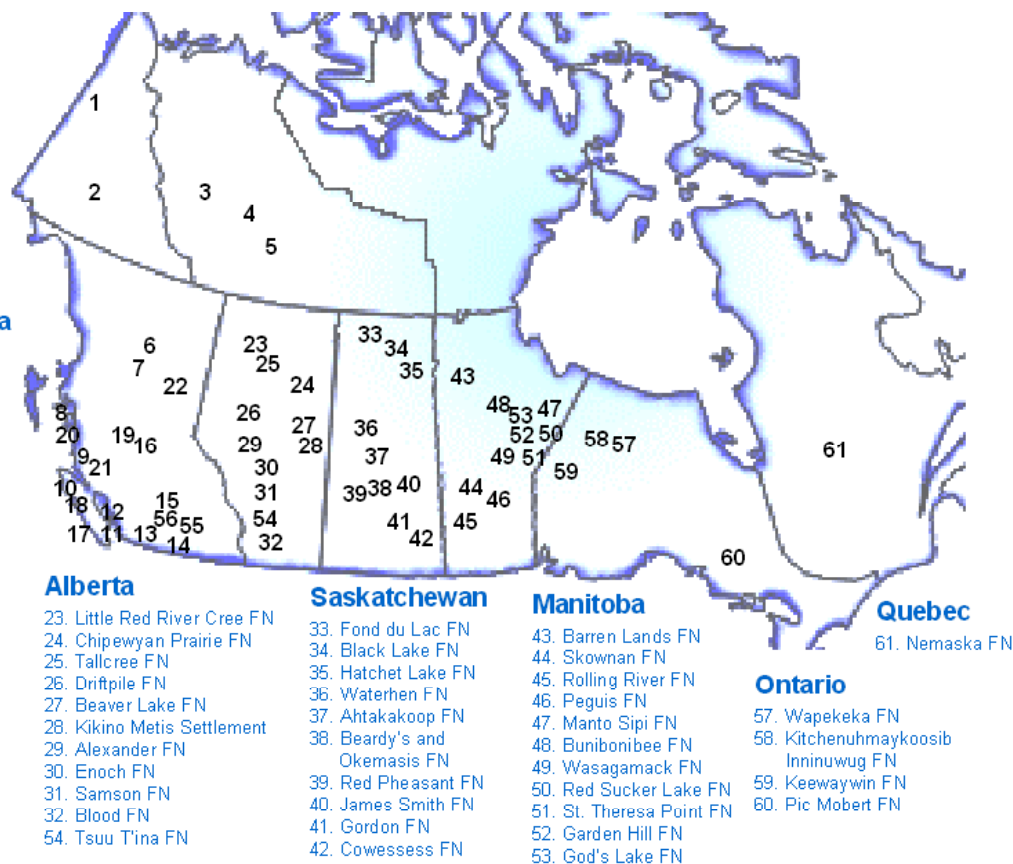 1
2
3
4
5
a
6
7
22
8
20
19
16
9
21
10
18
12
15
56
55
17
11
13
14
23
25
24
26
27
29
28
30
31
54
32
33
34
35
36
37
39
38
40
41
42
43
48
53
47
52
50
49
51
44
46
45
58
57
59
60
61
Alberta
23. Little Red River Cree FN
24. Chipewyan Prairie FN
25. Tallcree FN
26. Driftpile FN
27. Beaver Lake FN
28. Kikino Metis Settlement
29. Alexander FN
30. Enoch FN
31. Samson FN
32. Blood FN
54. Tsuu T'ina FN
Saskatchewan
33. Fond du Lac FN
34. Black Lake FN
35. Hatchet Lake FN
36. Waterhen FN
37. Ahtakakoop FN
38. Beardy's and
Okemasis FN
39. Red Pheasant FN
40. James Smith FN
41. Gordon FN
42. Cowessess FN
Manitoba
43. Barren Lands FN
44. Skownan FN
45. Rolling River FN
46. Peguis FN
47. Manto Sipi FN
48. Bunibonibee FN
49. Wasagamack FN
50. Red Sucker Lake FN
51. St. Theresa Point FN
52. Garden Hill FN
53. God's Lake FN
Ontario
57. Wapekeka FN
58. Kitchenuhmaykoosib
Inninuwug FN
59. Keewaywin FN
60. Pic Mobert FN
Quebec
61. Nemaska FN